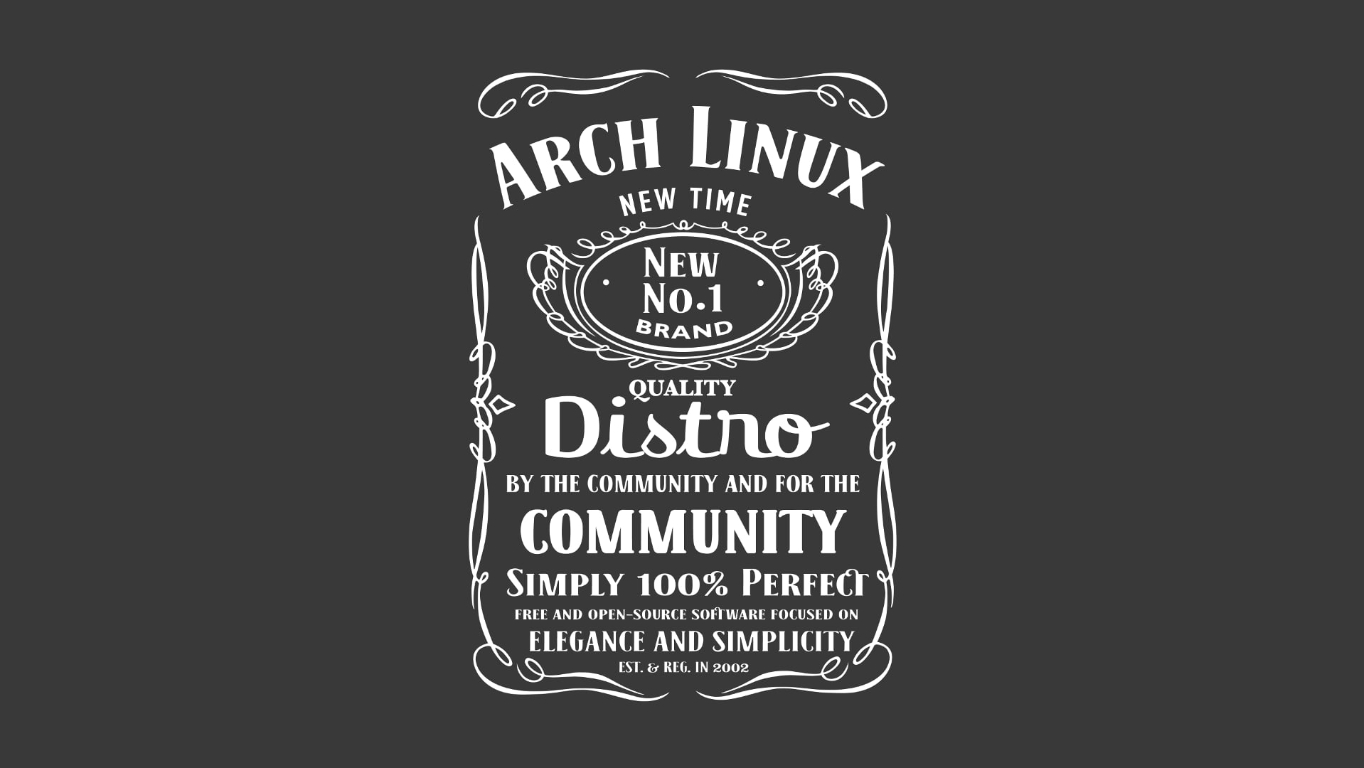 ARCH LINUX
NEW TIME
NEW
NO.1
BRAND
QUALITY
Distro
BY THE COMMUNITY AND FOR THE
COMMUNITY
SIMPLY 100% PERFECT
FREE AND OPEN-SOURCE SOFTWARE FOCUSED ON
ELEGANCE AND SIMPLICITY
EST. & REG. IN 2002